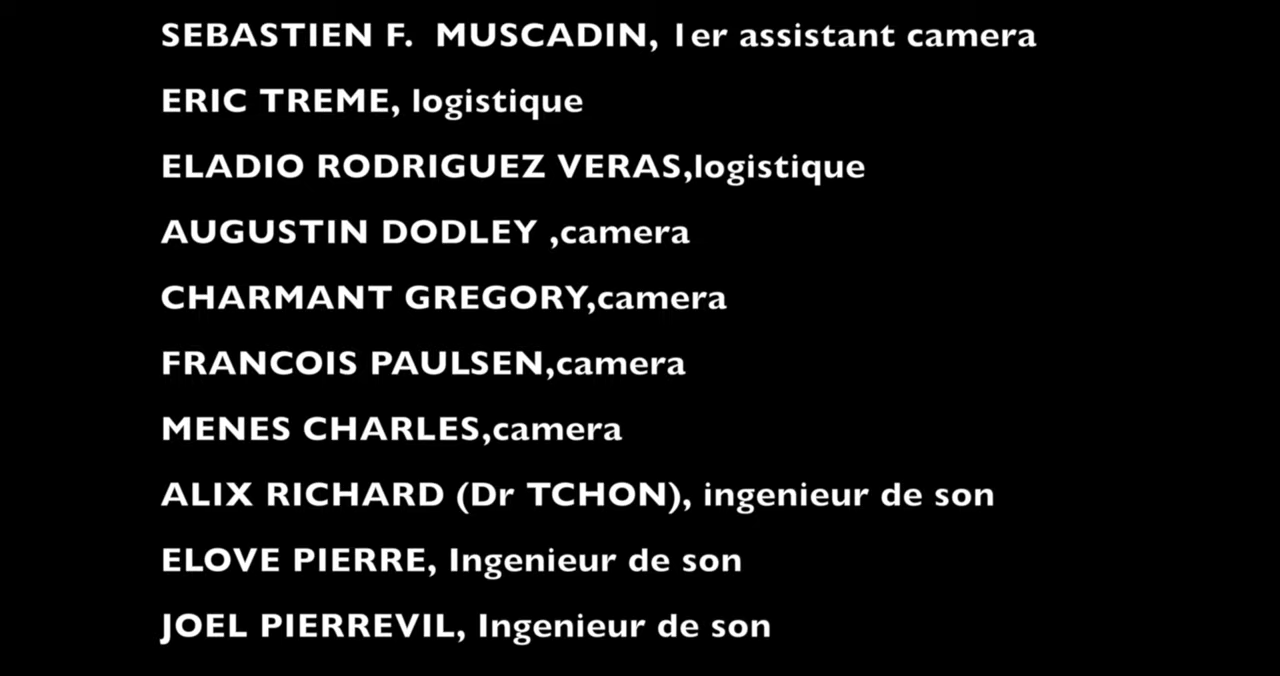 SEBASTIEN F.  MUSCADIN, 1er assistant camera
ERIC TREME, logistique
ELADIO RODRIGUEZ VERAS,logistique
AUGUSTIN DODLEY ,camera
CHARMANT GREGORY,camera
FRANCOIS PAULSEN,camera
MENES CHARLES,camera
ALIX RICHARD (Dr TCHON), ingenieur de son
ELOVE PIERRE, Ingenieur de son
JOEL PIERREVIL, Ingenieur de son